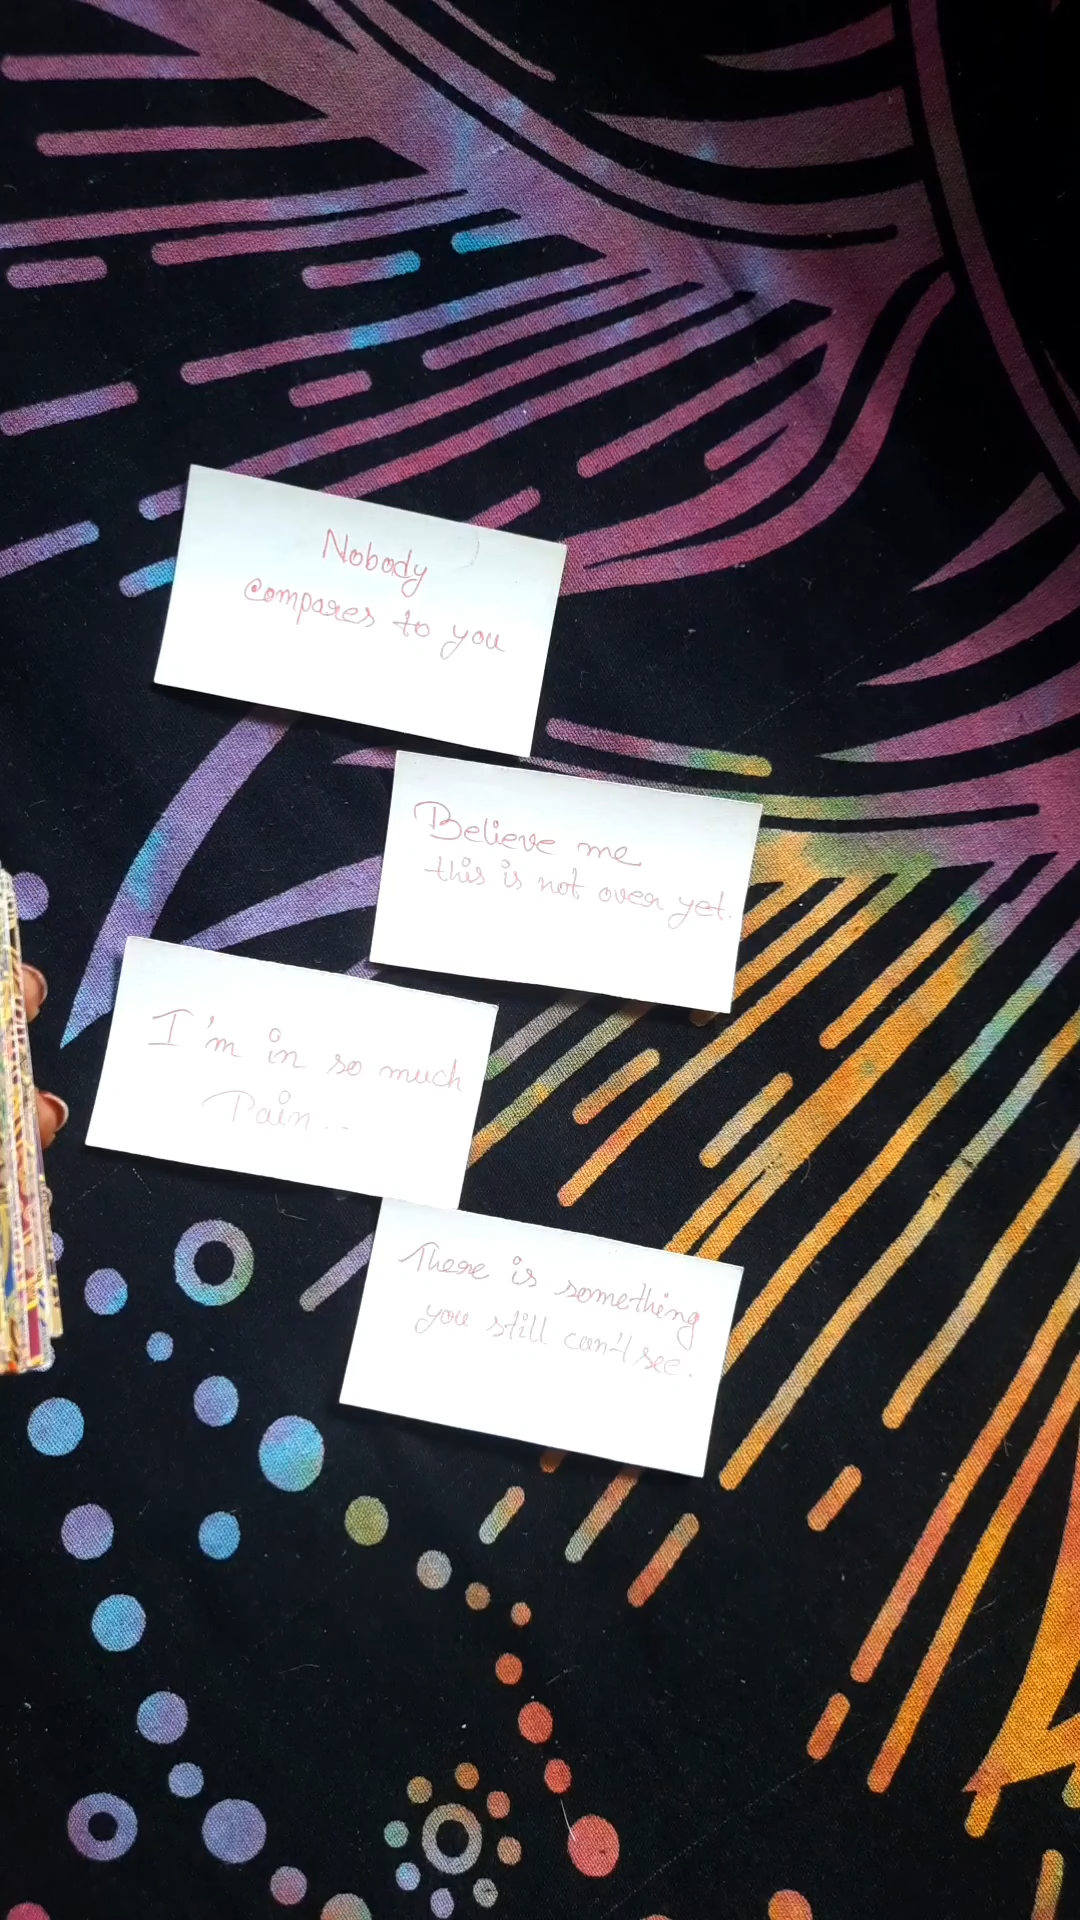 Nobody
compares to you
Believe me
this is not over yet.
I'm in so much
Pain..
There is something
you still can't see.